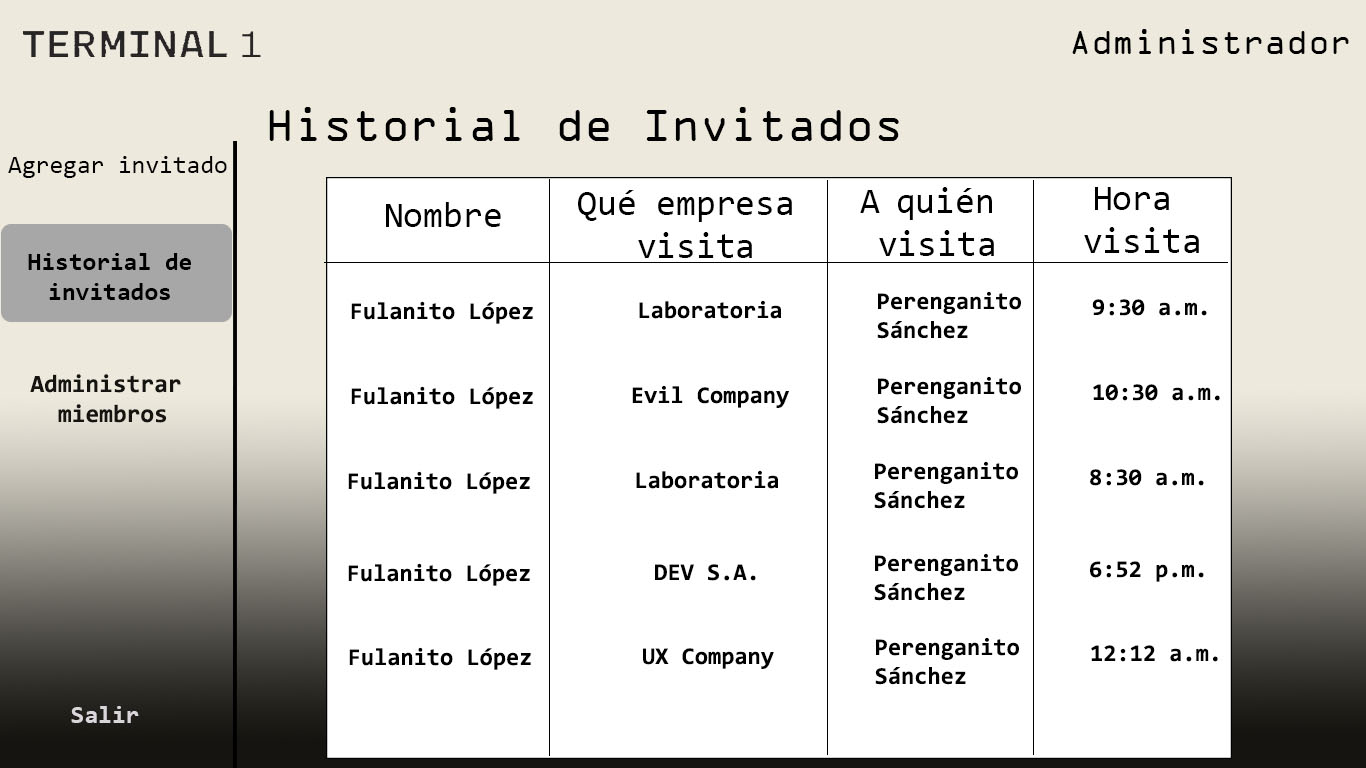 TERMINAL 1
Administrador
Historial de Invitados
Agregar invitado
Historial de
invitados
Administrar
miembros
Salir
Nombre
Qué empresa
visita
A quién
visita
Hora
visita
Fulanito López
Laboratoria
Perenganito
Sánchez
9:30 a.m.
Fulanito López
Evil Company
Perenganito
Sánchez
10:30 a.m.
Fulanito López
Laboratoria
Perenganito
Sánchez
8:30 a.m.
Fulanito López
DEV S.A.
Perenganito
Sánchez
6:52 p.m.
Fulanito López
UX Company
Perenganito
Sánchez
12:12 a.m.